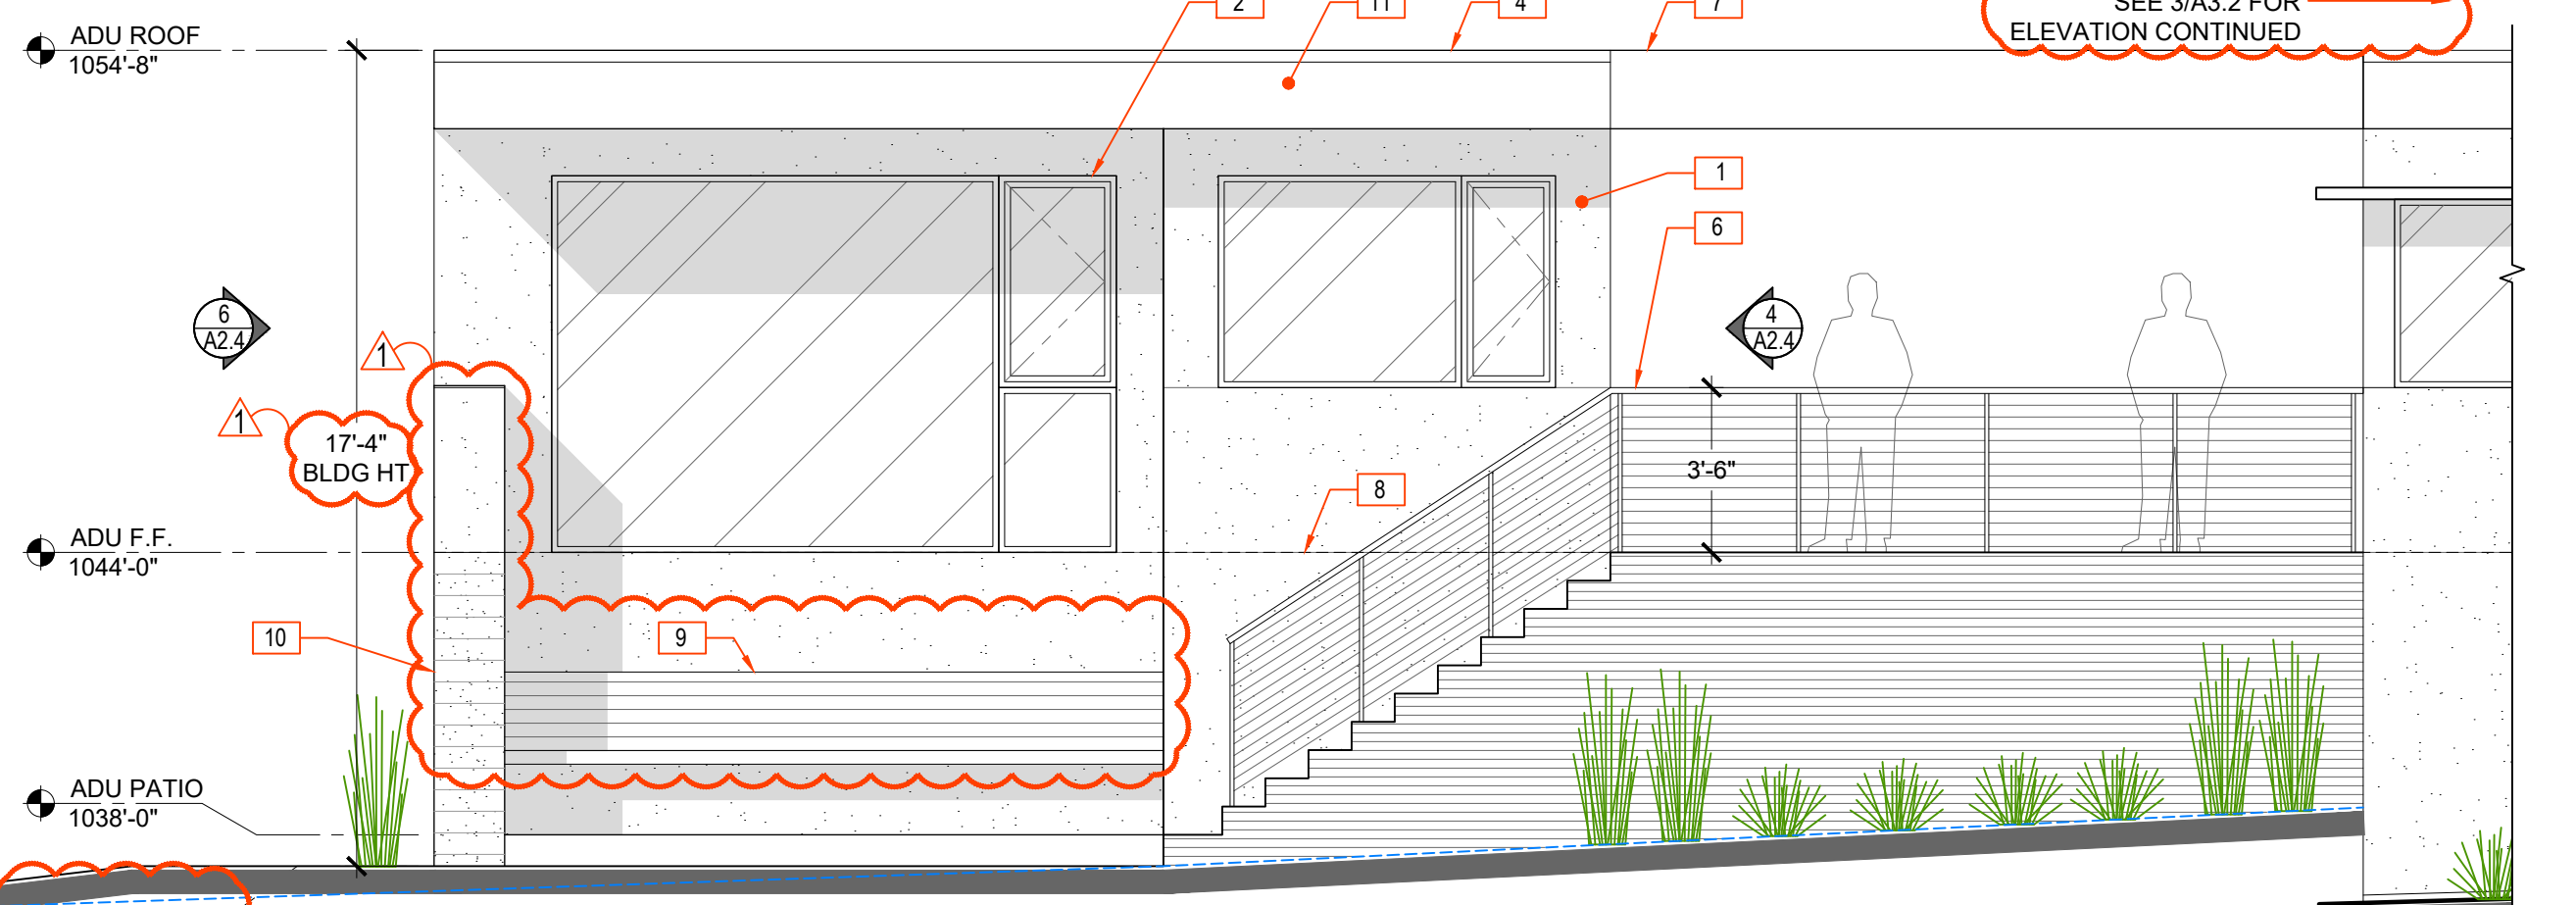 2
11
4
7
SEE 3/A3.2 FOR
ELEVATION CONTINUED
ADU ROOF
1054'-8"
1
6
6
A2.4
4
A2.4
1
1
17'-4"
BLDG HT
3'-6"
8
ADU F.F.
1044'-0"
10
9
ADU PATIO
1038'-0"